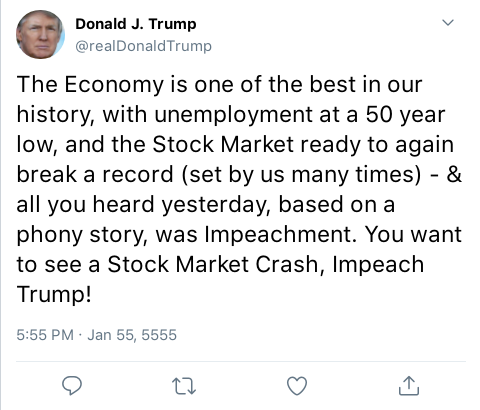 Donald J. Trump
@realDonaldTrump
The Economy is one of the best in our
history, with unemployment at a 50 year
low, and the Stock Market ready to again
break a record (set by us many times) - &
all you heard yesterday, based on a
phony story, was Impeachment. You want
to see a Stock Market Crash, Impeach
Trump!
5:55 PM · Jan 55, 5555